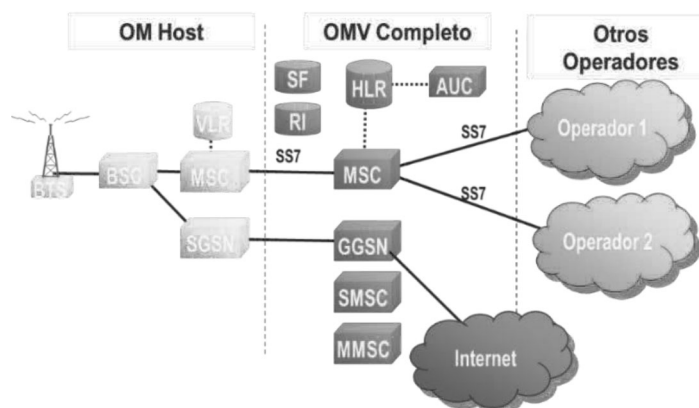 OM Host
OMV Completo
Otros
Operadores
SF
HLR
AUC
VLR
RI
SS7
Operador 1
BTS
BSC
MSC
SS7
MSC
SS7
SGSN
GGSN
Operador 2
SMSC
MMSC
Internet